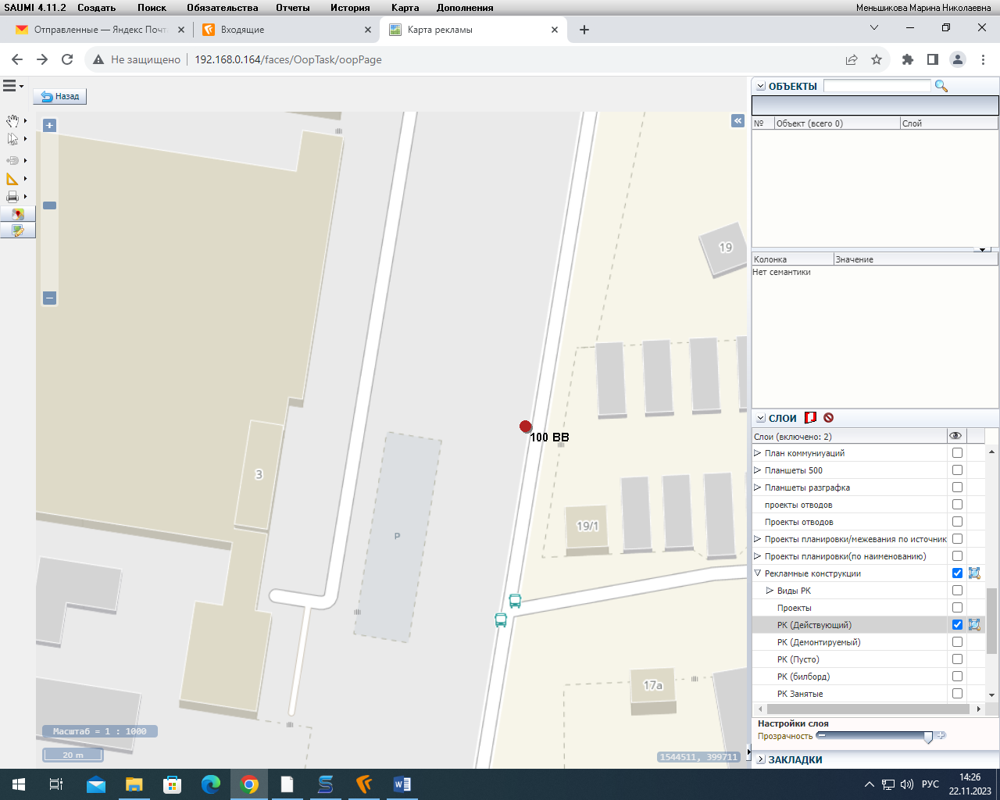 SAUMI 4.11.2 Создать Поиск Обязательства Отчеты История Карта Дополнения Меньшикова Марина Николаевна
Отправленные — Яндекс Почт Входящие Карта рекламы
Не защищено 192.168.0.164/faces/OopTask/oopPage
Назад
ОБЪЕКТЫ
№ Объект (всего 0) Слой
Колонка Значение
Нет семантики
19
100 BB
3
19/1
P
17а
Масштаб = 1 : 1000
20 m
1544511, 399711
СЛОИ
Слои (включено: 2)
План коммуниуаций
Планшеты 500
Планшеты разграфка
проекты отводов
Проекты отводов
Проекты планировки/межевания по источник
Проекты планировки(по наименованию)
Рекламные конструкции
Виды РК
Проекты
РК (Действующий)
РК (Демонтируемый)
РК (Пусто)
РК (билборд)
РК Занятые
Настройки слоя
Прозрачность
ЗАКЛАДКИ
РУС
14:26
22.11.2023